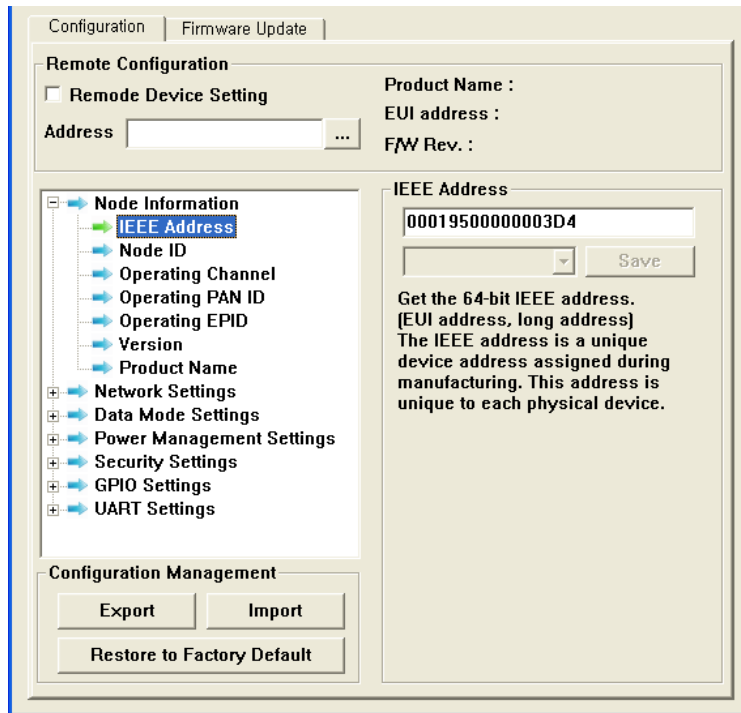 Configuration
Firmware Update
Remote Configuration
Remode Device Setting
Address
...
Product Name :
EUI address :
F/W Rev. :
Node Information
IEEE Address
Node ID
Operating Channel
Operating PAN ID
Operating EPID
Version
Product Name
Network Settings
Data Mode Settings
Power Management Settings
Security Settings
GPIO Settings
UART Settings
Configuration Management
Export
Import
Restore to Factory Default
IEEE Address
00019500000003D4
Save
Get the 64-bit IEEE address.
(EUI address, long address)
The IEEE address is a unique
device address assigned during
manufacturing. This address is
unique to each physical device.